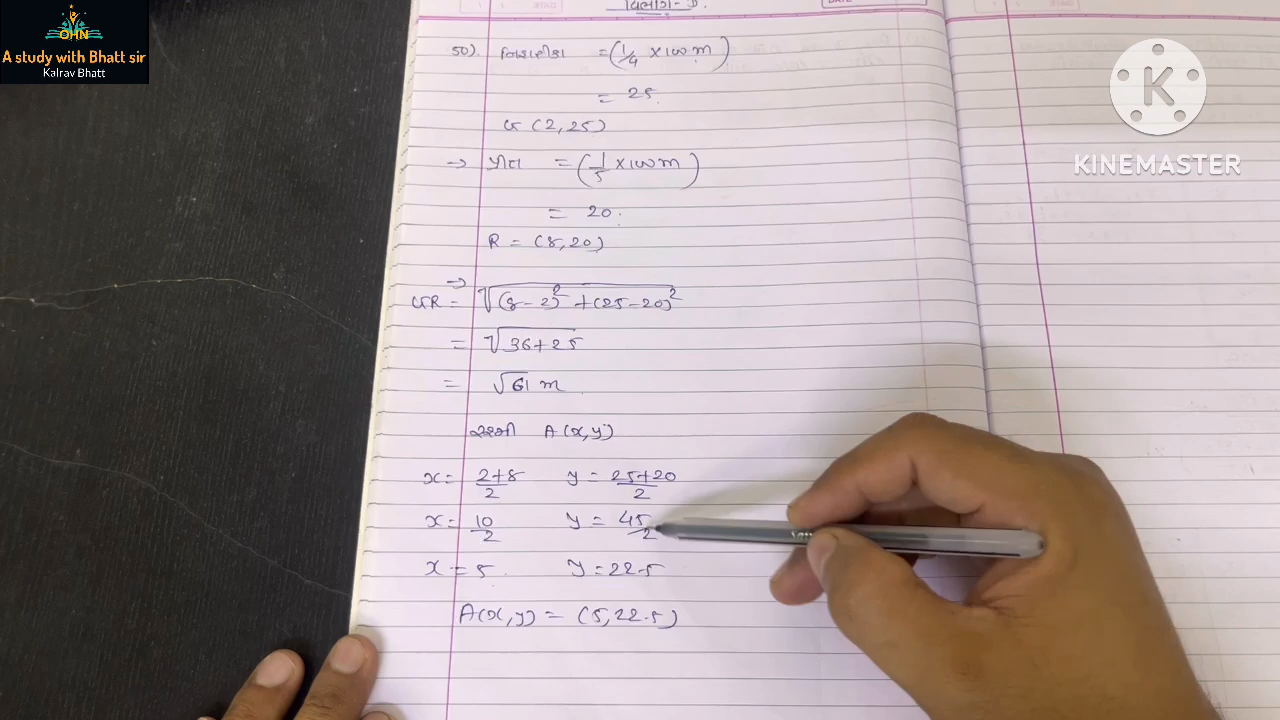 OHN
A study with Bhatt sir
Kalrav Bhatt
K
KINEMASTER
વિભાગ-D.
50). = (1/4 × 100 m)
= 25.
G (2,25)
→ પ્રીત = (1/5 × 100 m)
= 20.
R = (8,20)
→
GR = √(8-2)² + (25-20)²
= √36+25
= √61 m
A(x,y)
x = 2+8/2 y = 25+20/2
x = 10/2 y = 45/2
x = 5 y = 22.5
A(x,y) = (5,22.5)